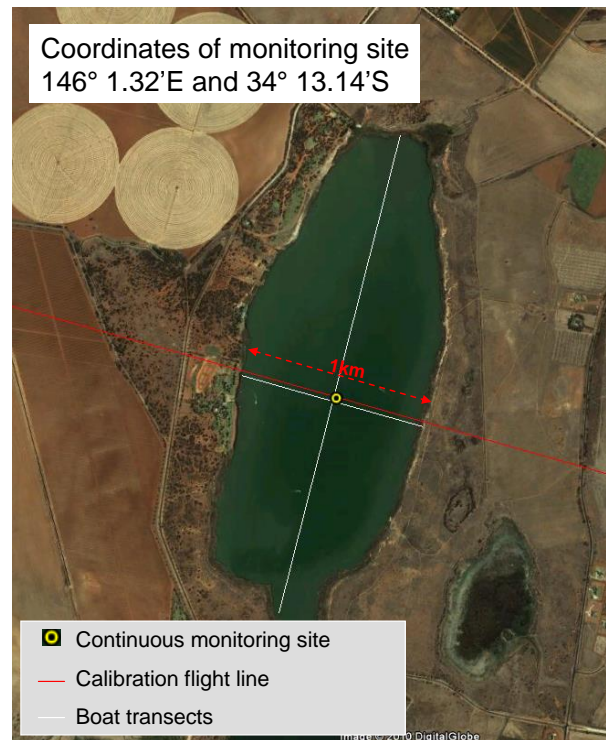 Coordinates of monitoring site
146° 1.32’E and 34° 13.14’S
1km
Continuous monitoring site
Calibration flight line
Boat transects
Image © 2010 DigitalGlobe